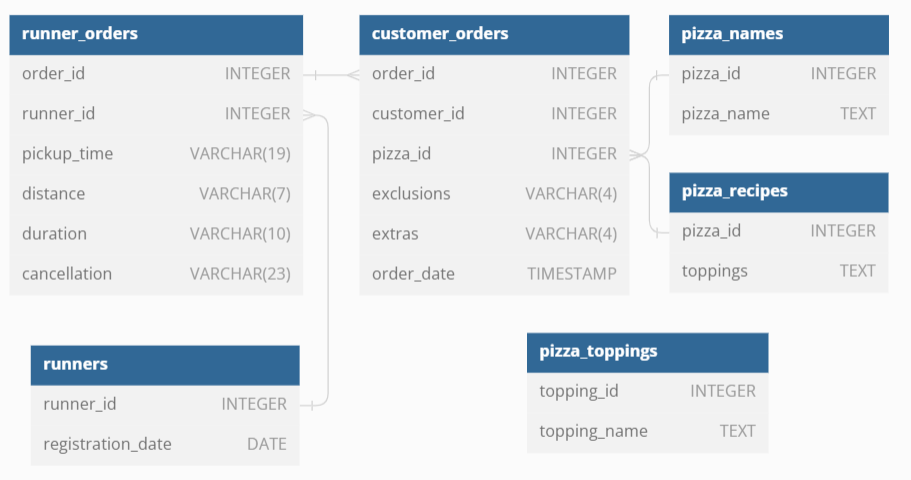 runner_orders
order_id INTEGER
runner_id INTEGER
pickup_time VARCHAR(19)
distance VARCHAR(7)
duration VARCHAR(10)
cancellation VARCHAR(23)
customer_orders
order_id INTEGER
customer_id INTEGER
pizza_id INTEGER
exclusions VARCHAR(4)
extras VARCHAR(4)
order_date TIMESTAMP
pizza_names
pizza_id INTEGER
pizza_name TEXT
pizza_recipes
pizza_id INTEGER
toppings TEXT
runners
runner_id INTEGER
registration_date DATE
pizza_toppings
topping_id INTEGER
topping_name TEXT